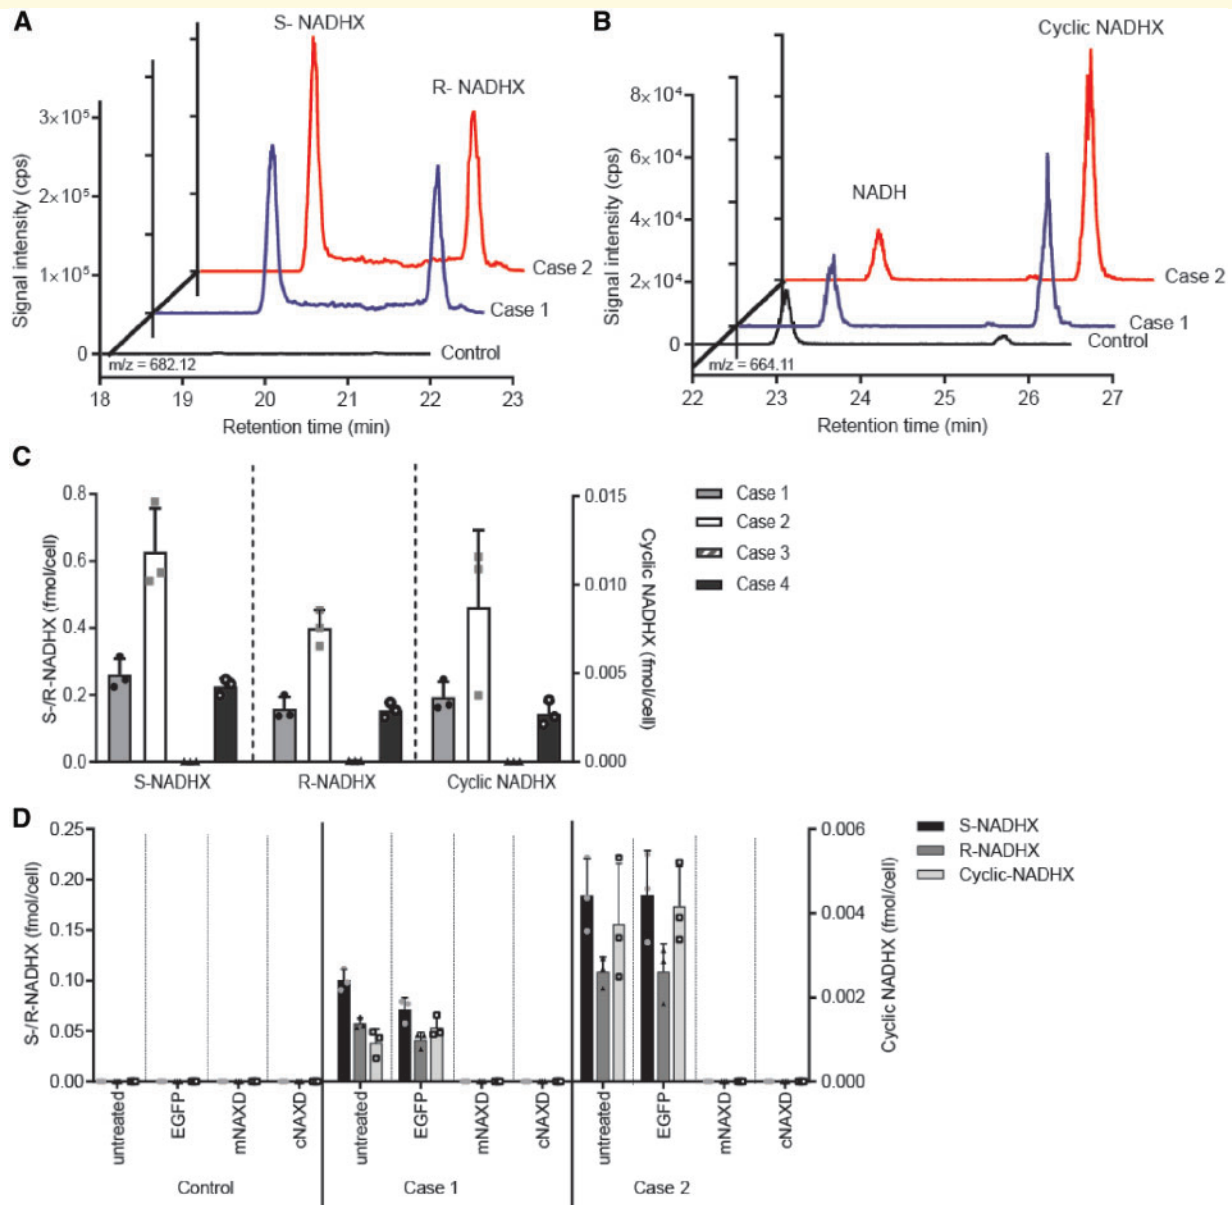 A
S- NADHX
R- NADHX
Signal intensity (cps)
3×10⁵
2×10⁵
1×10⁵
0
Case 2
Case 1
Control
m/z = 682.12
18 19 20 21 22 23
Retention time (min)
B
Cyclic NADHX
NADH
Signal intensity (cps)
8×10⁴
6×10⁴
4×10⁴
2×10⁴
0
Case 2
Case 1
Control
m/z = 664.11
22 23 24 25 26 27
Retention time (min)
C
S-/R-NADHX (fmol/cell)
0.8
0.6
0.4
0.2
0.0
S-NADHX R-NADHX Cyclic NADHX
0.015
0.010
0.005
0.000
Cyclic NADHX (fmol/cell)
Case 1
Case 2
Case 3
Case 4
D
S-/R-NADHX (fmol/cell)
0.25
0.20
0.15
0.10
0.05
0.00
untreated EGFP mNAXD cNAXD untreated EGFP mNAXD cNAXD untreated EGFP mNAXD cNAXD
Control Case 1 Case 2
0.006
0.004
0.002
0.000
Cyclic NADHX (fmol/cell)
S-NADHX
R-NADHX
Cyclic-NADHX